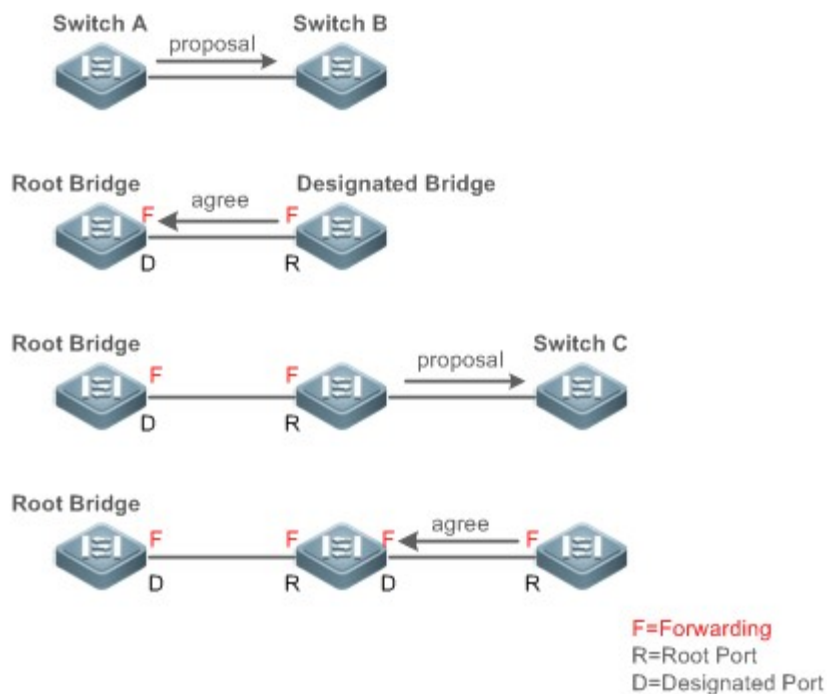 Switch A
Switch B
proposal
Root Bridge
Designated Bridge
F
agree
F
D
R
Root Bridge
Switch C
F
F
proposal
D
R
Root Bridge
F
F
F
agree
F
D
R
D
R
F=Forwarding
R=Root Port
D=Designated Port